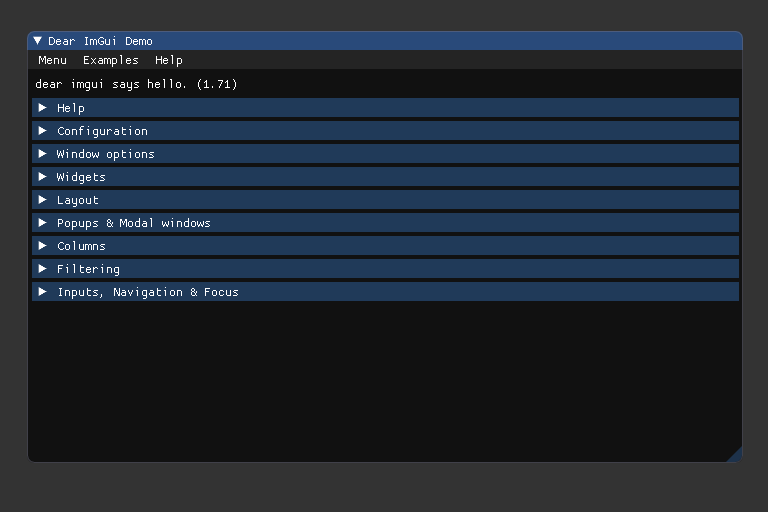 Dear ImGui Demo
Menu Examples Help
dear imgui says hello. (1.71)
Help
Configuration
Window options
Widgets
Layout
Popups & Modal windows
Columns
Filtering
Inputs, Navigation & Focus